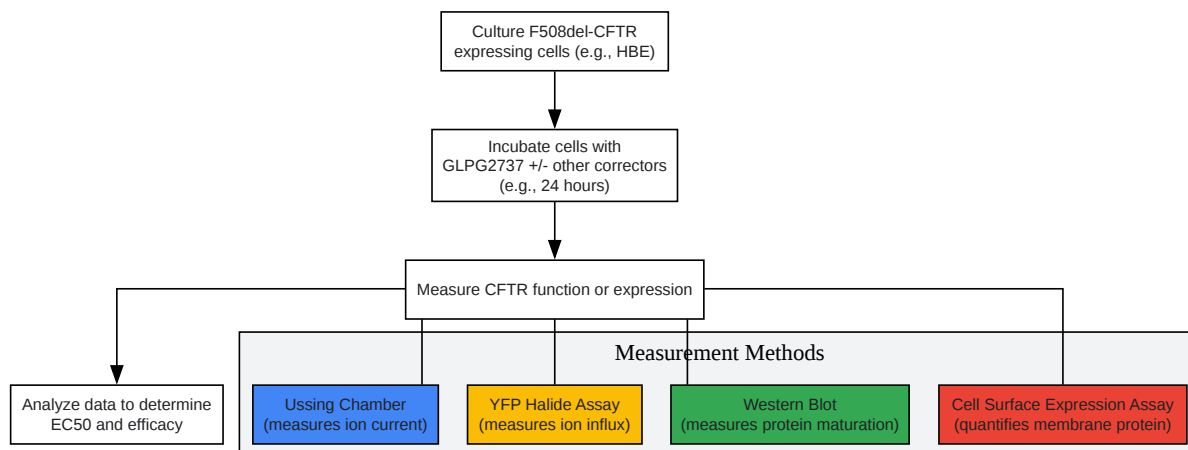 Culture F508del-CFTR
expressing cells (e.g., HBE)
Incubate cells with
GLPG2737 +/- other correctors
(e.g., 24 hours)
Measure CFTR function or expression
Measurement Methods
Analyze data to determine
EC50 and efficacy
Ussing Chamber
(measures ion current)
YFP Halide Assay
(measures ion influx)
Western Blot
(measures protein maturation)
Cell Surface Expression Assay
(quantifies membrane protein)